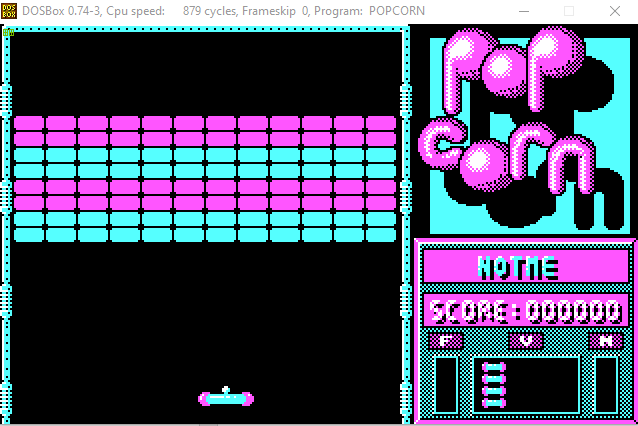 DOSBox 0.74-3, Cpu speed: 879 cycles, Frameskip 0, Program: POPCORN
POP
CORN
NOTME
SCORE:000000
F V N